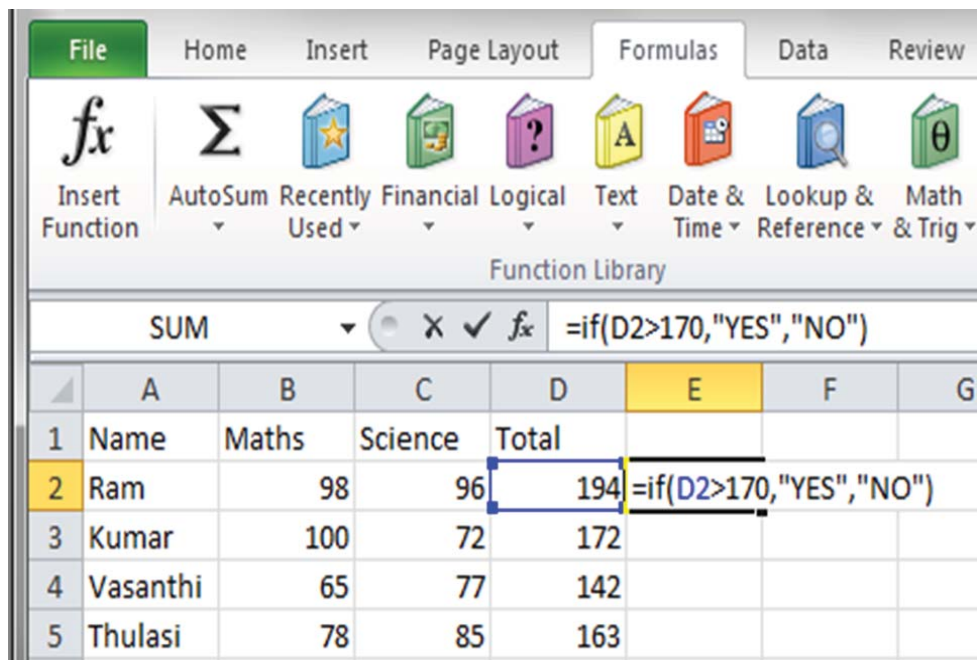 File Home Insert Page Layout Formulas Data Review
fx Σ ? A θ
Insert AutoSum Recently Financial Logical Text Date & Lookup & Math
Function Used Time Reference & Trig
Function Library
SUM fx =if(D2>170,"YES","NO")
A B C D E F G
1 Name Maths Science Total
2 Ram 98 96 194 =if(D2>170,"YES","NO")
3 Kumar 100 72 172
4 Vasanthi 65 77 142
5 Thulasi 78 85 163